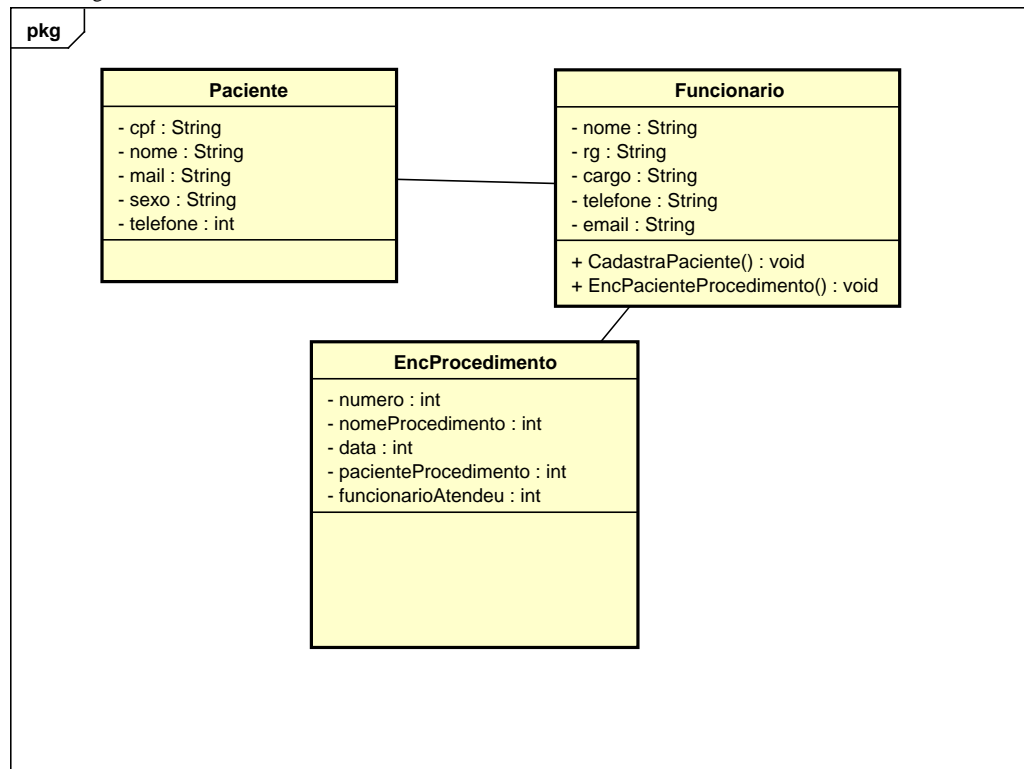 pkg
Paciente
- cpf : String
- nome : String
- mail : String
- sexo : String
- telefone : int
Funcionario
- nome : String
- rg : String
- cargo : String
- telefone : String
- email : String
+ CadastraPaciente() : void
+ EncPacienteProcedimento() : void
EncProcedimento
- numero : int
- nomeProcedimento : int
- data : int
- pacienteProcedimento : int
- funcionarioAtendeu : int